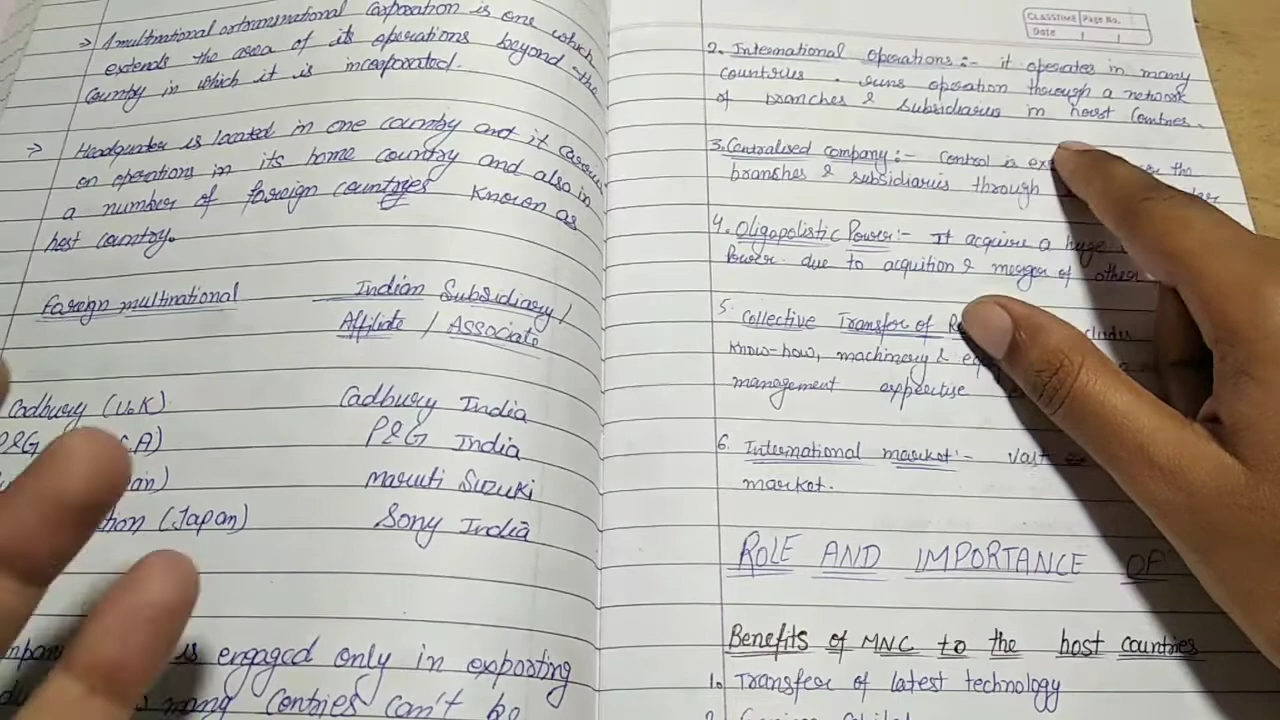 → A multinational or transnational Corporation is one which
extends the area of its operations beyond the
Country in which it is incorporated.
→ Headquarter is located in one country and it carries
on operations in its home country and also in
a number of foreign countries Known as
host country.
Foreign multinational
Indian Subsidiary /
Affiliate / Associate
Cadbury (U.K)
Cadbury India
P&G
P&G India
Maruti Suzuki
(Japan)
Sony India
is engaged only in exporting
many Contries can't be
CLASSTIME Page No.
Date
2. International operations :- it operates in many
countries . runs operation through a network
of branches & subsidiaries in host Contries.
3. Centralised company :- Control is
branshes & subsidiaries through
4. Oligopolistic Power :- It acquire a huge
Power due to acquition & merger of other
5. Collective Transfer of
Know-how, machinery &
management expertise
6. International market :- Vast
market.
ROLE AND IMPORTANCE OF
Benefits of MNC to the host countries
1. Transfer of latest technology